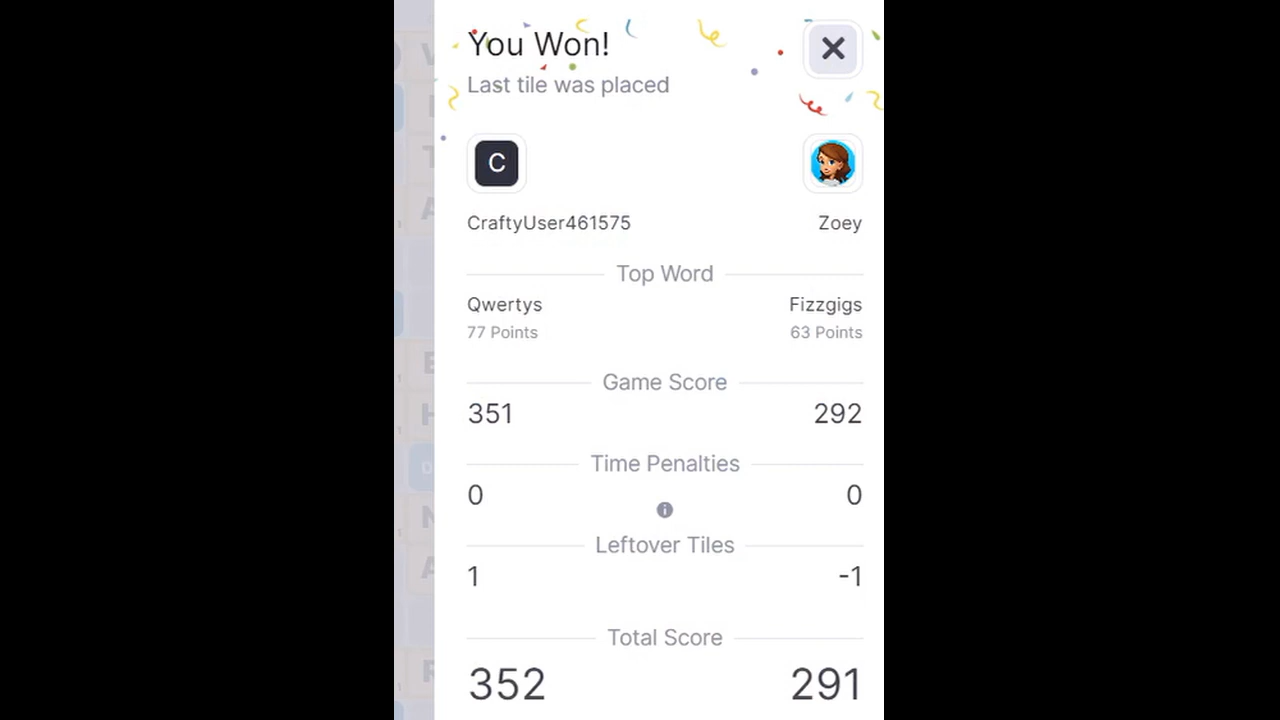 You Won!
Last tile was placed
C
CraftyUser461575 Zoey
Top Word
Qwertys Fizzgigs
77 Points 63 Points
Game Score
351 292
Time Penalties
0 0
i
Leftover Tiles
1 -1
Total Score
352 291